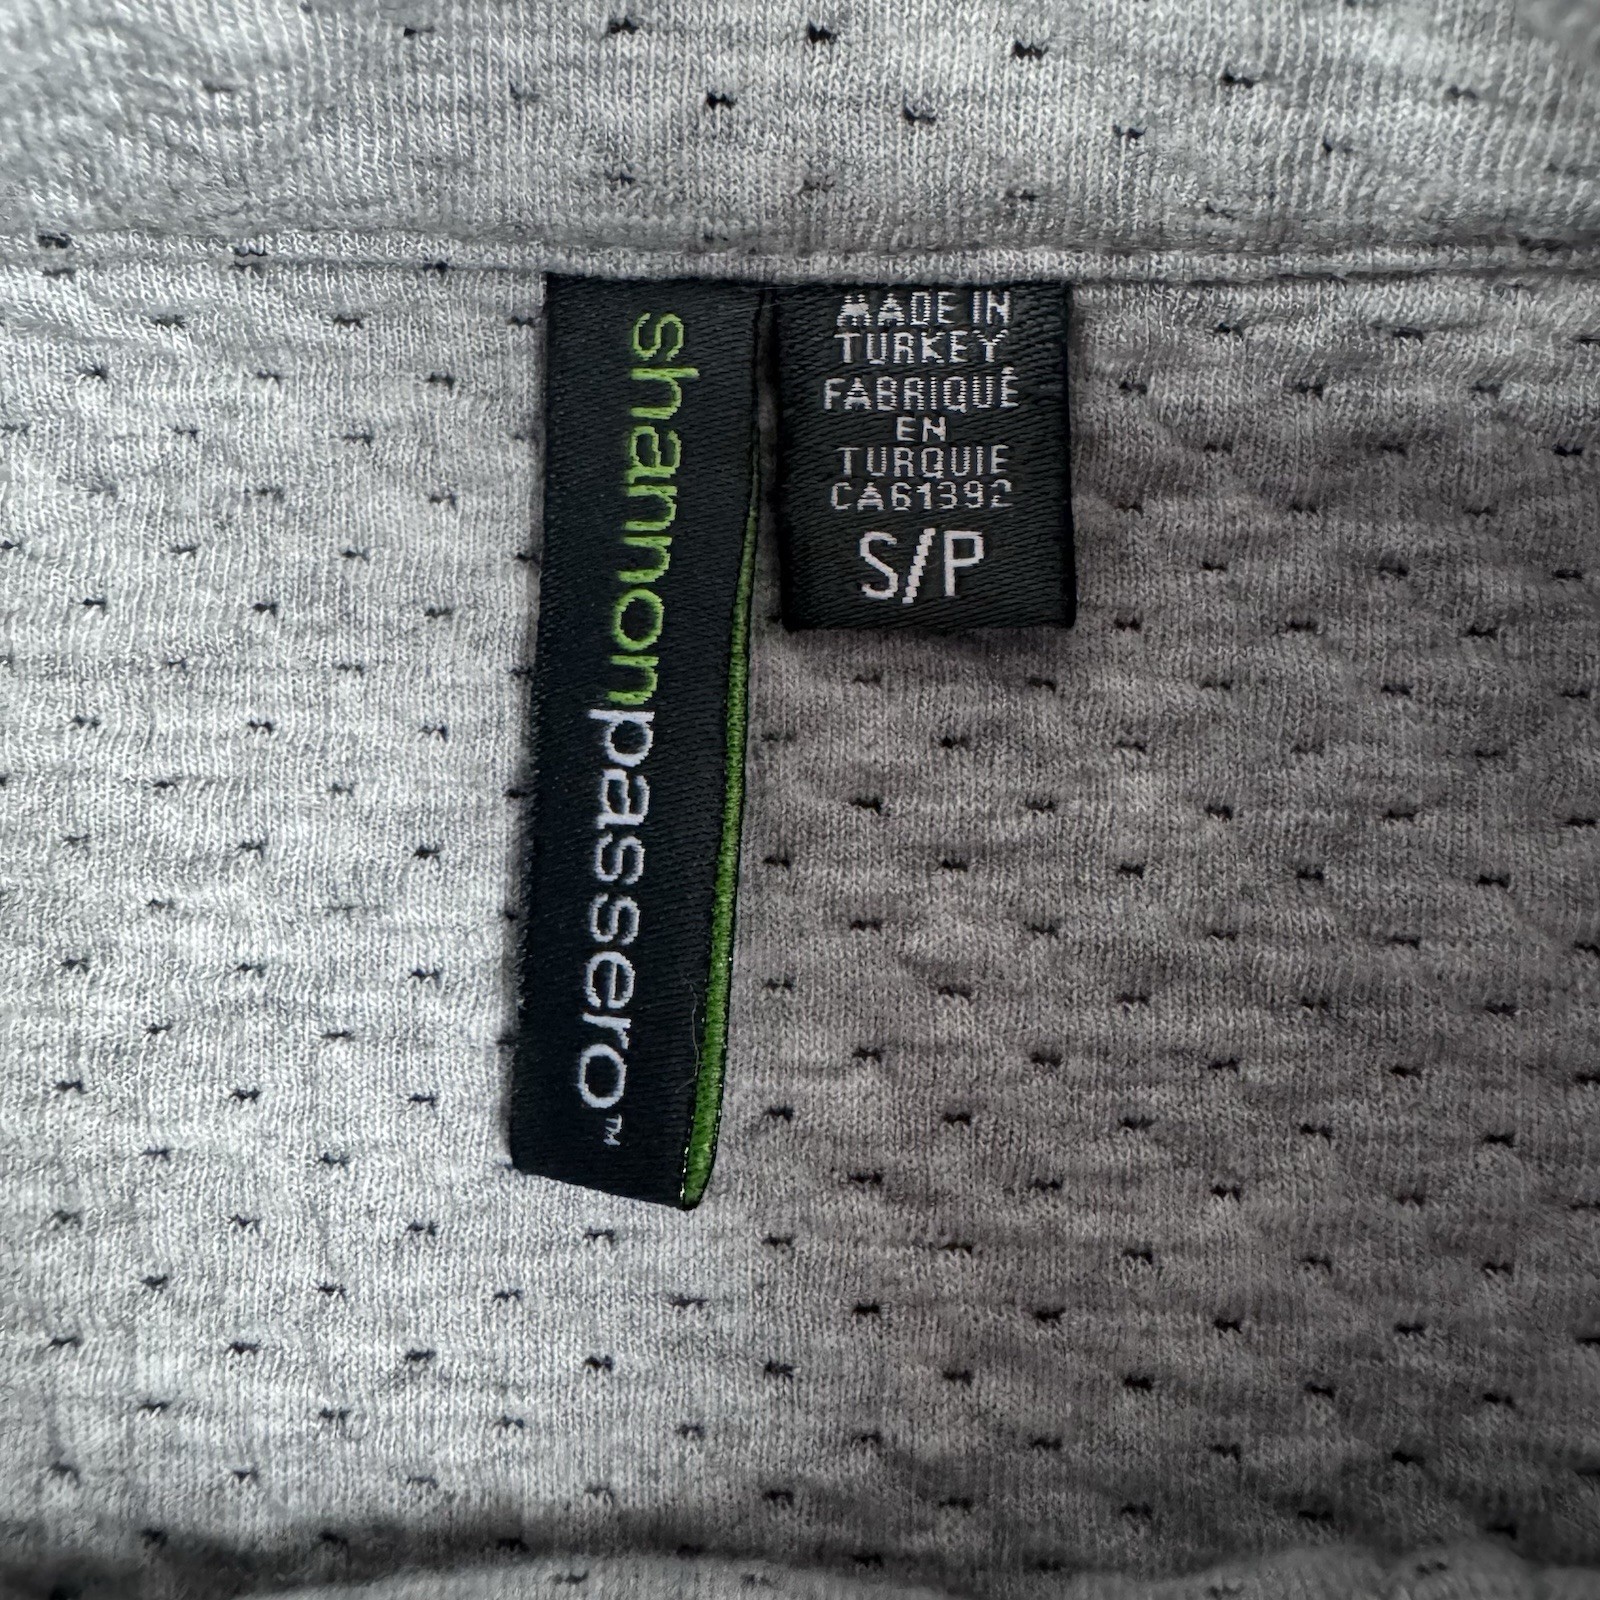 shannonpassero™
MADE IN
TURKEY
FABRIQUÉ
EN
TURQUIE
CA61392
S/P